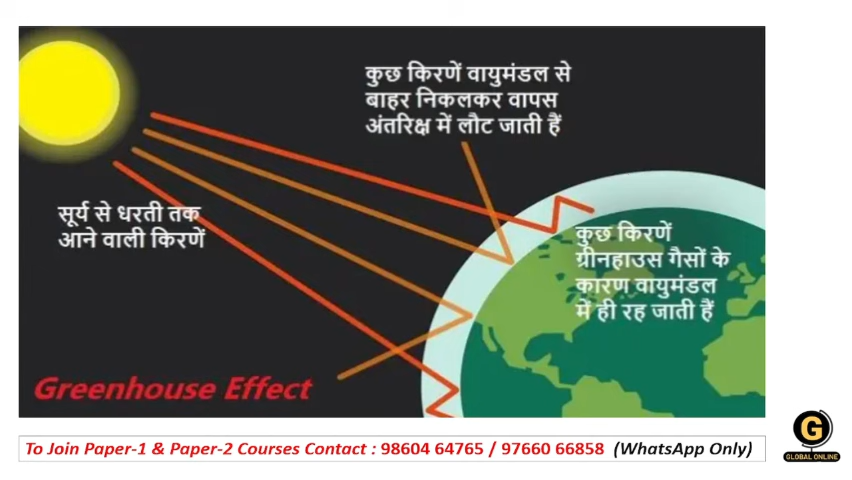 कुछ किरणें वायुमंडल से
बाहर निकलकर वापस
अंतरिक्ष में लौट जाती हैं
सूर्य से धरती तक
आने वाली किरणें
कुछ किरणें
ग्रीनहाउस गैसों के
कारण वायुमंडल
में ही रह जाती हैं
Greenhouse Effect
To Join Paper-1 & Paper-2 Courses Contact : 98604 64765 / 97660 66858 (WhatsApp Only)
G
GLOBAL ONLINE